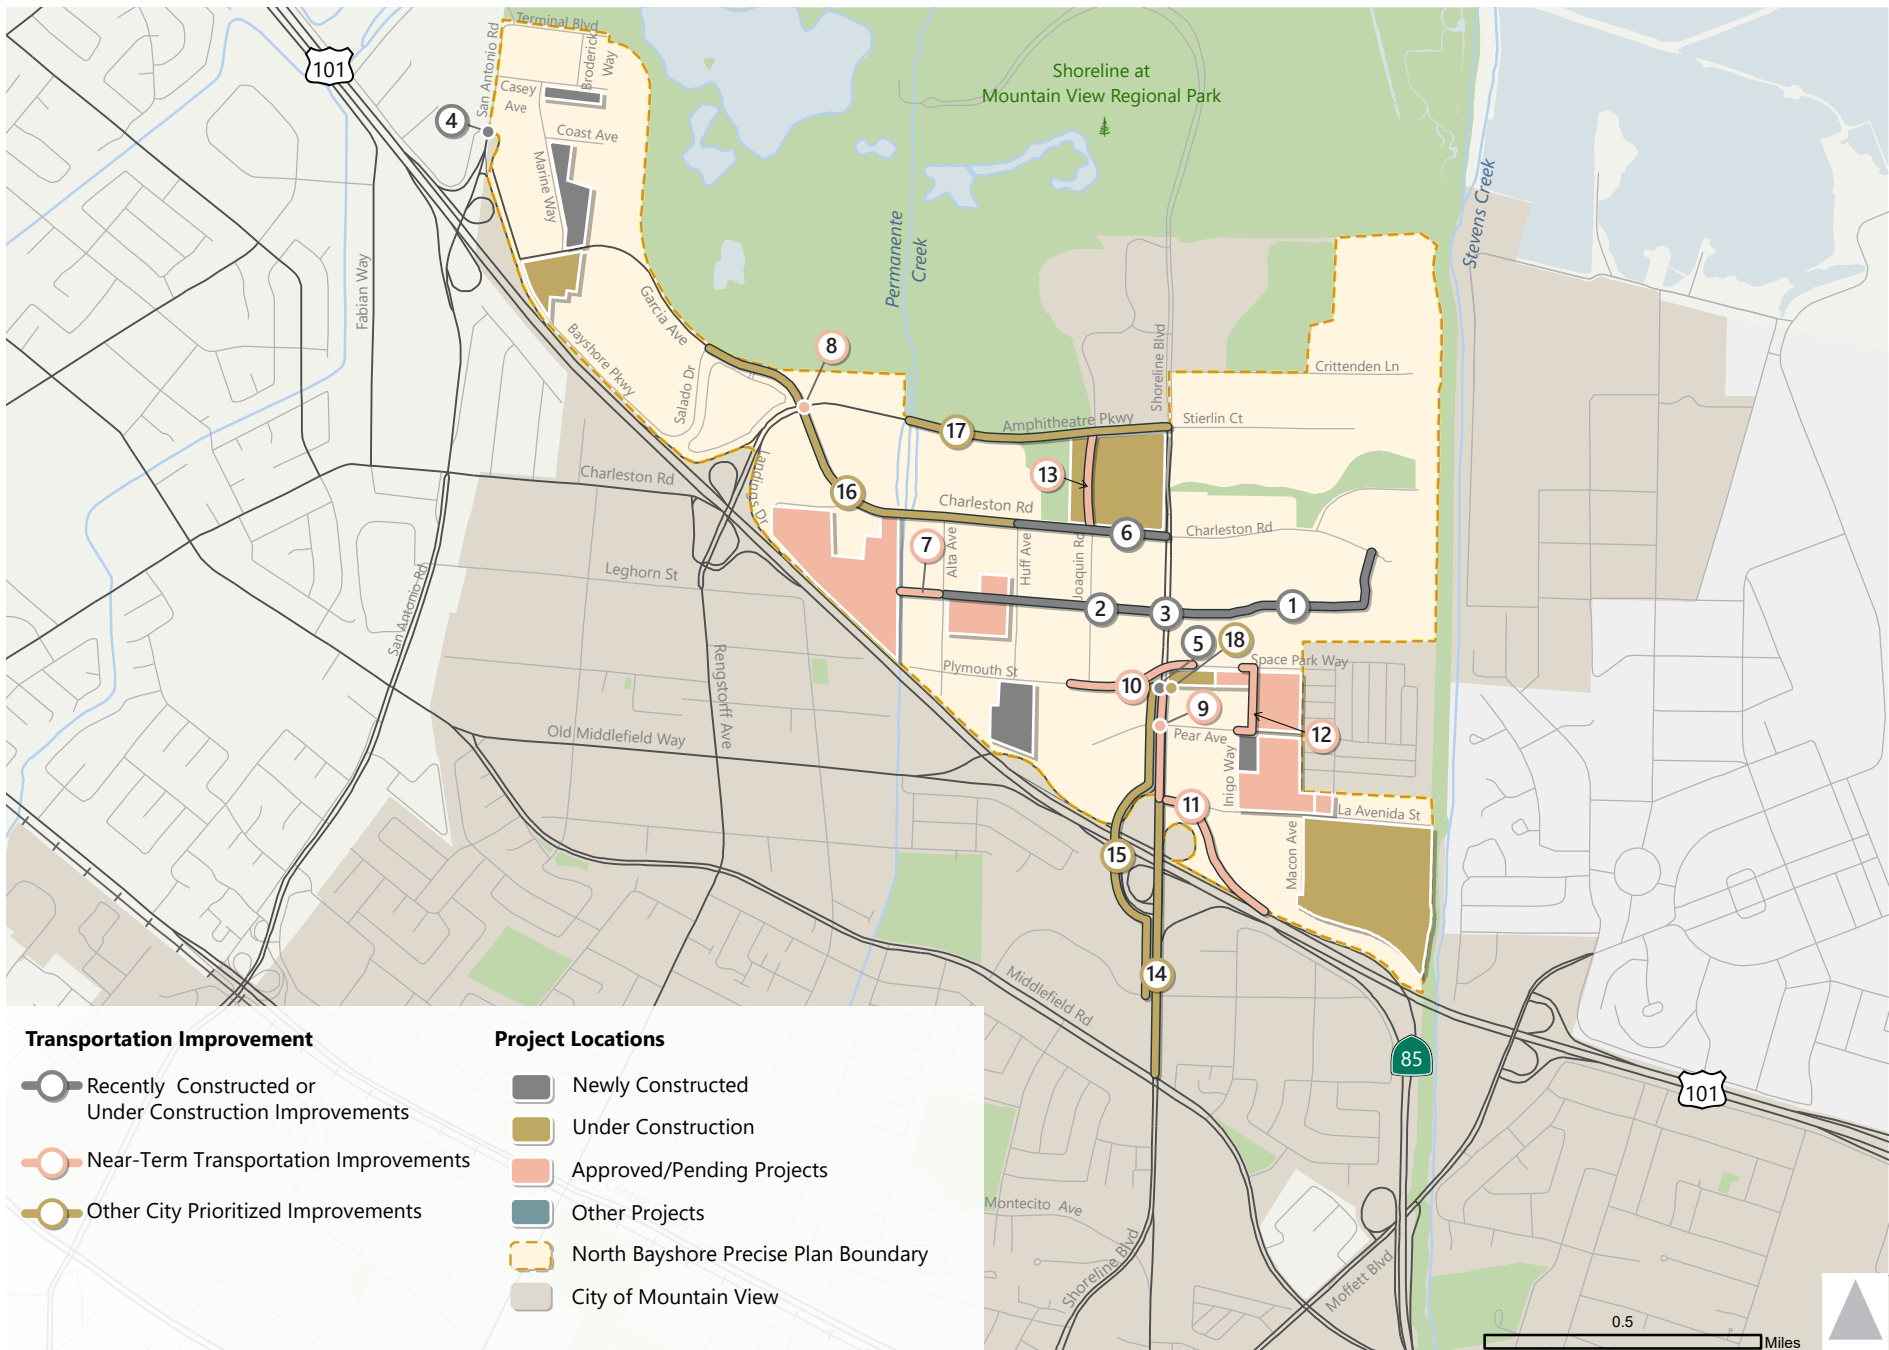 Terminal Blvd
San Antonio Rd
Broderick
Way
101
Casey
Ave
4
Coast Ave
Marine Way
Shoreline at
Mountain View Regional Park
Permanente
Creek
Stevens Creek
Fabian Way
Garcia Ave
Bayshore Pkwy
Salado Dr
8
Shoreline Blvd
Crittenden Ln
Amphitheatre Pkwy
Stierlin Ct
17
13
Charleston Rd
Landings Dr
16
Charleston Rd
6
Charleston Rd
7
Alta Ave
Huff Ave
Joaquin Rd
Leghorn St
San Antonio Rd
2
3
1
5
18
Rengstorff Ave
Plymouth St
Space Park Way
10
9
Pear Ave
12
Old Middlefield Way
Inigo Way
11
La Avenida St
15
Macon Ave
14
Middlefield Rd
85
101
Montecito Ave
Shoreline Blvd
Moffett Blvd
Transportation Improvement
Recently Constructed or
Under Construction Improvements
Near-Term Transportation Improvements
Other City Prioritized Improvements
Project Locations
Newly Constructed
Under Construction
Approved/Pending Projects
Other Projects
North Bayshore Precise Plan Boundary
City of Mountain View
0.5
Miles